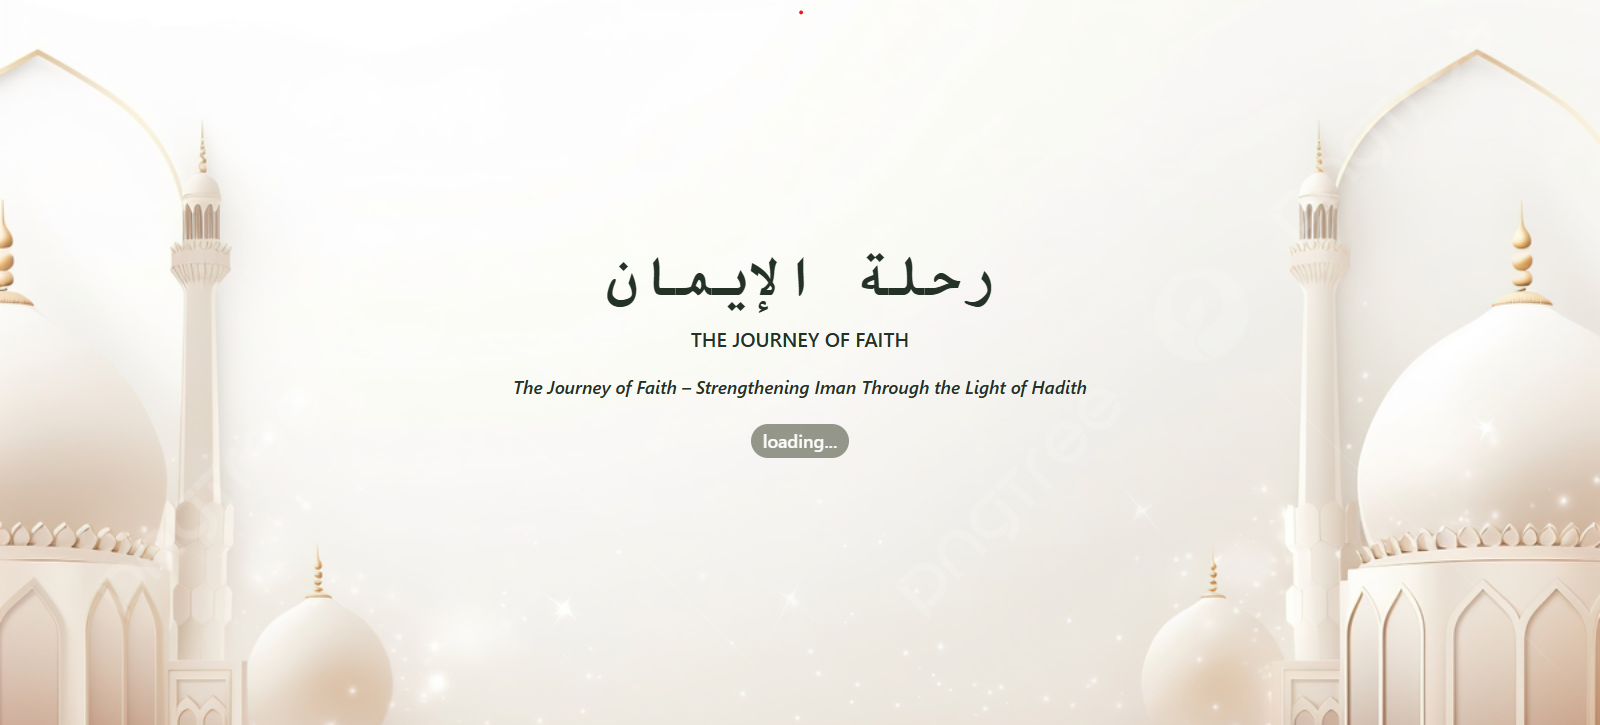 رحلة الإيمان
THE JOURNEY OF FAITH
The Journey of Faith – Strengthening Iman Through the Light of Hadith
loading...
pngtree